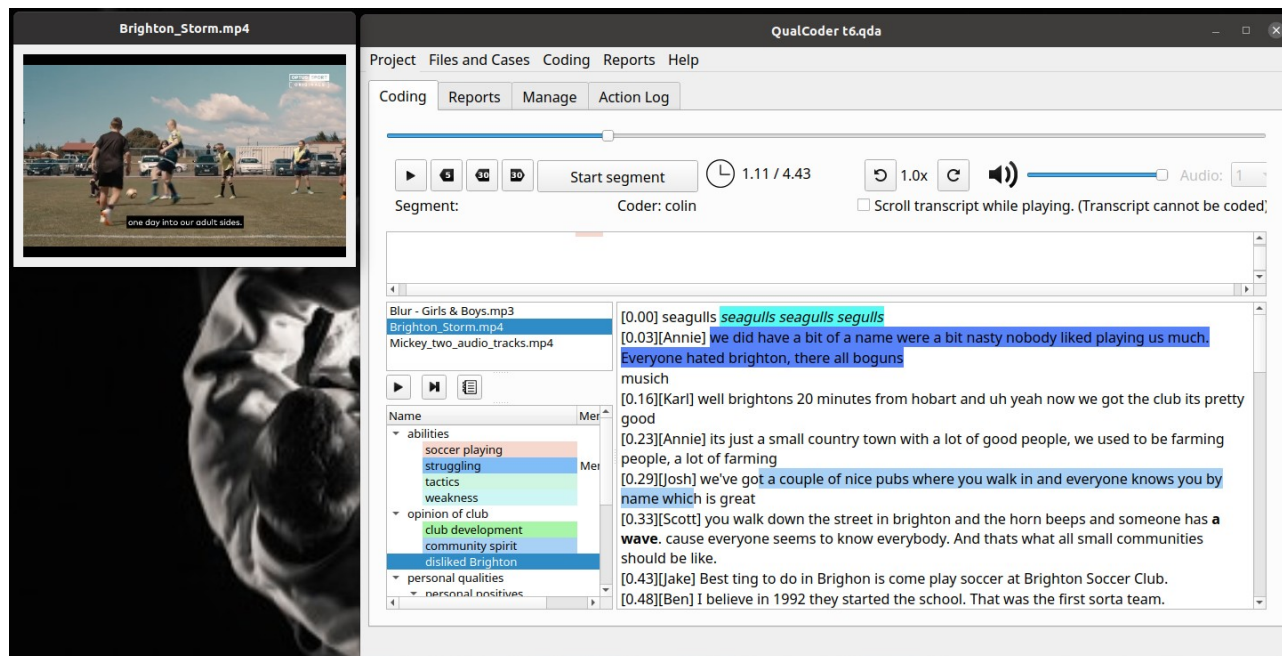 Brighton_Storm.mp4
OPTUS SPORT
one day into our adult sides.
QualCoder t6.qda
Project Files and Cases Coding Reports Help
Coding Reports Manage Action Log
5 30 30 Start segment 1.11 / 4.43 1.0x Audio: 1
Segment: Coder: colin Scroll transcript while playing. (Transcript cannot be coded)
Blur - Girls & Boys.mp3
Brighton_Storm.mp4
Mickey_two_audio_tracks.mp4
Name Mer
abilities
soccer playing
struggling Mer
tactics
weakness
opinion of club
club development
community spirit
disliked Brighton
personal qualities
personal positives
[0.00] seagulls seagulls seagulls segulls
[0.03][Annie] we did have a bit of a name were a bit nasty nobody liked playing us much.
Everyone hated brighton, there all boguns
musich
[0.16][Karl] well brightons 20 minutes from hobart and uh yeah now we got the club its pretty
good
[0.23][Annie] its just a small country town with a lot of good people, we used to be farming
people, a lot of farming
[0.29][Josh] we've got a couple of nice pubs where you walk in and everyone knows you by
name which is great
[0.33][Scott] you walk down the street in brighton and the horn beeps and someone has a
wave. cause everyone seems to know everybody. And thats what all small communities
should be like.
[0.43][Jake] Best ting to do in Brighon is come play soccer at Brighton Soccer Club.
[0.48][Ben] I believe in 1992 they started the school. That was the first sorta team.